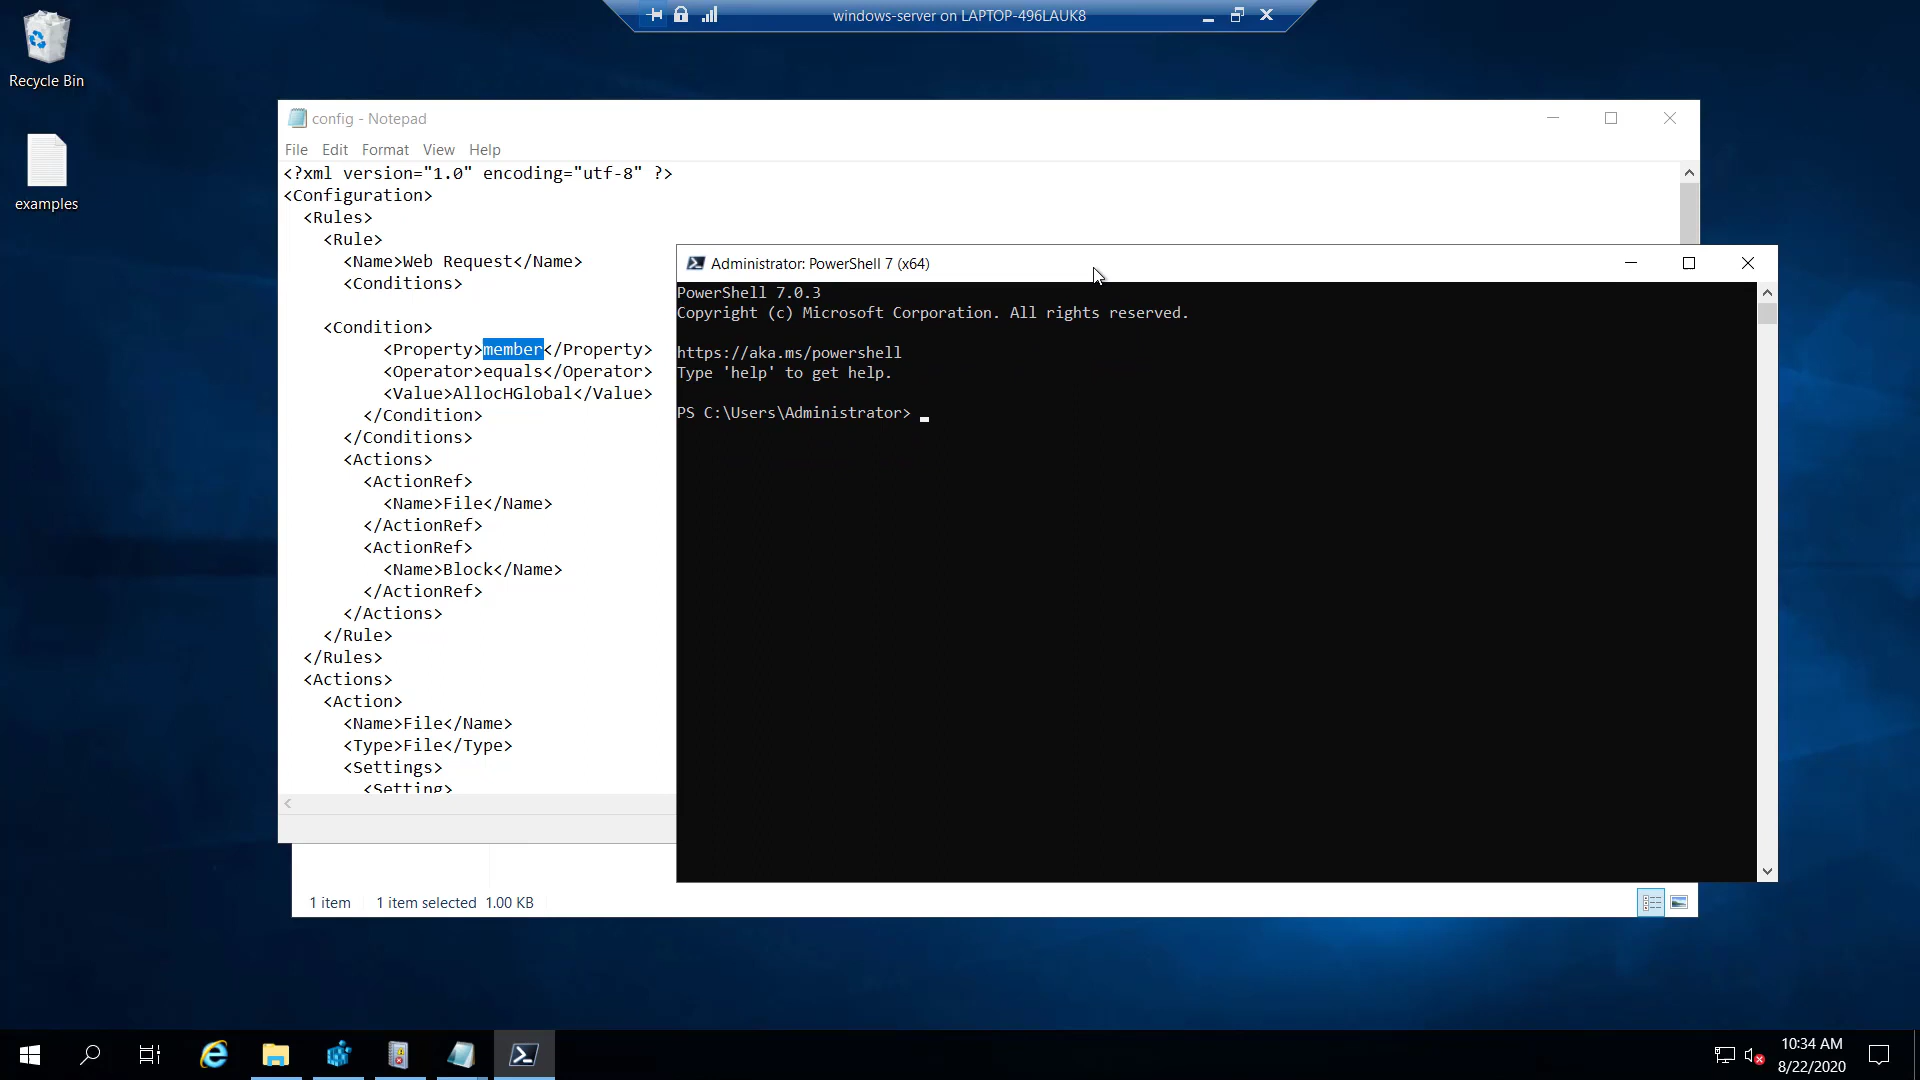 windows-server on LAPTOP-496LAUK8
Recycle Bin
examples
config - Notepad
File Edit Format View Help
<?xml version="1.0" encoding="utf-8" ?>
<Configuration>
<Rules>
<Rule>
<Name>Web Request</Name>
<Conditions>
<Condition>
<Property>member</Property>
<Operator>equals</Operator>
<Value>AllocHGlobal</Value>
</Condition>
</Conditions>
<Actions>
<ActionRef>
<Name>File</Name>
</ActionRef>
<ActionRef>
<Name>Block</Name>
</ActionRef>
</Actions>
</Rule>
</Rules>
<Actions>
<Action>
<Name>File</Name>
<Type>File</Type>
<Settings>
<Setting>
Administrator: PowerShell 7 (x64)
PowerShell 7.0.3
Copyright (c) Microsoft Corporation. All rights reserved.
https://aka.ms/powershell
Type 'help' to get help.
PS C:\Users\Administrator>
1 item 1 item selected 1.00 KB
10:34 AM
8/22/2020